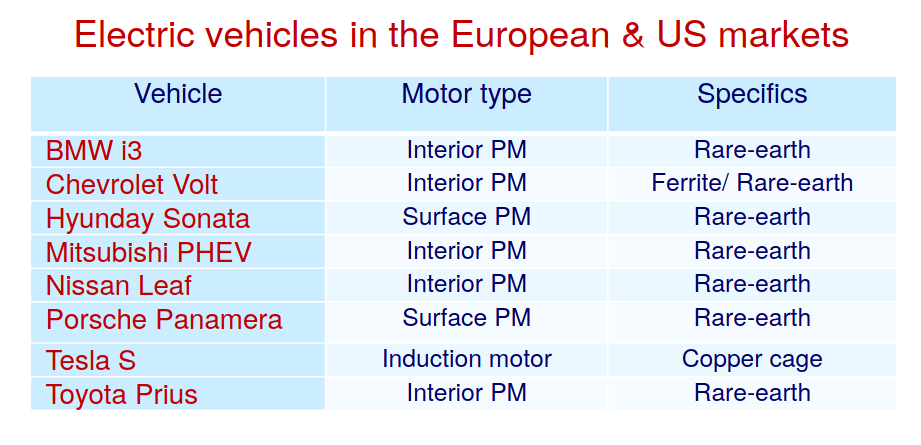 Electric vehicles in the European & US markets
Vehicle Motor type Specifics
BMW i3 Interior PM Rare-earth
Chevrolet Volt Interior PM Ferrite/ Rare-earth
Hyunday Sonata Surface PM Rare-earth
Mitsubishi PHEV Interior PM Rare-earth
Nissan Leaf Interior PM Rare-earth
Porsche Panamera Surface PM Rare-earth
Tesla S Induction motor Copper cage
Toyota Prius Interior PM Rare-earth